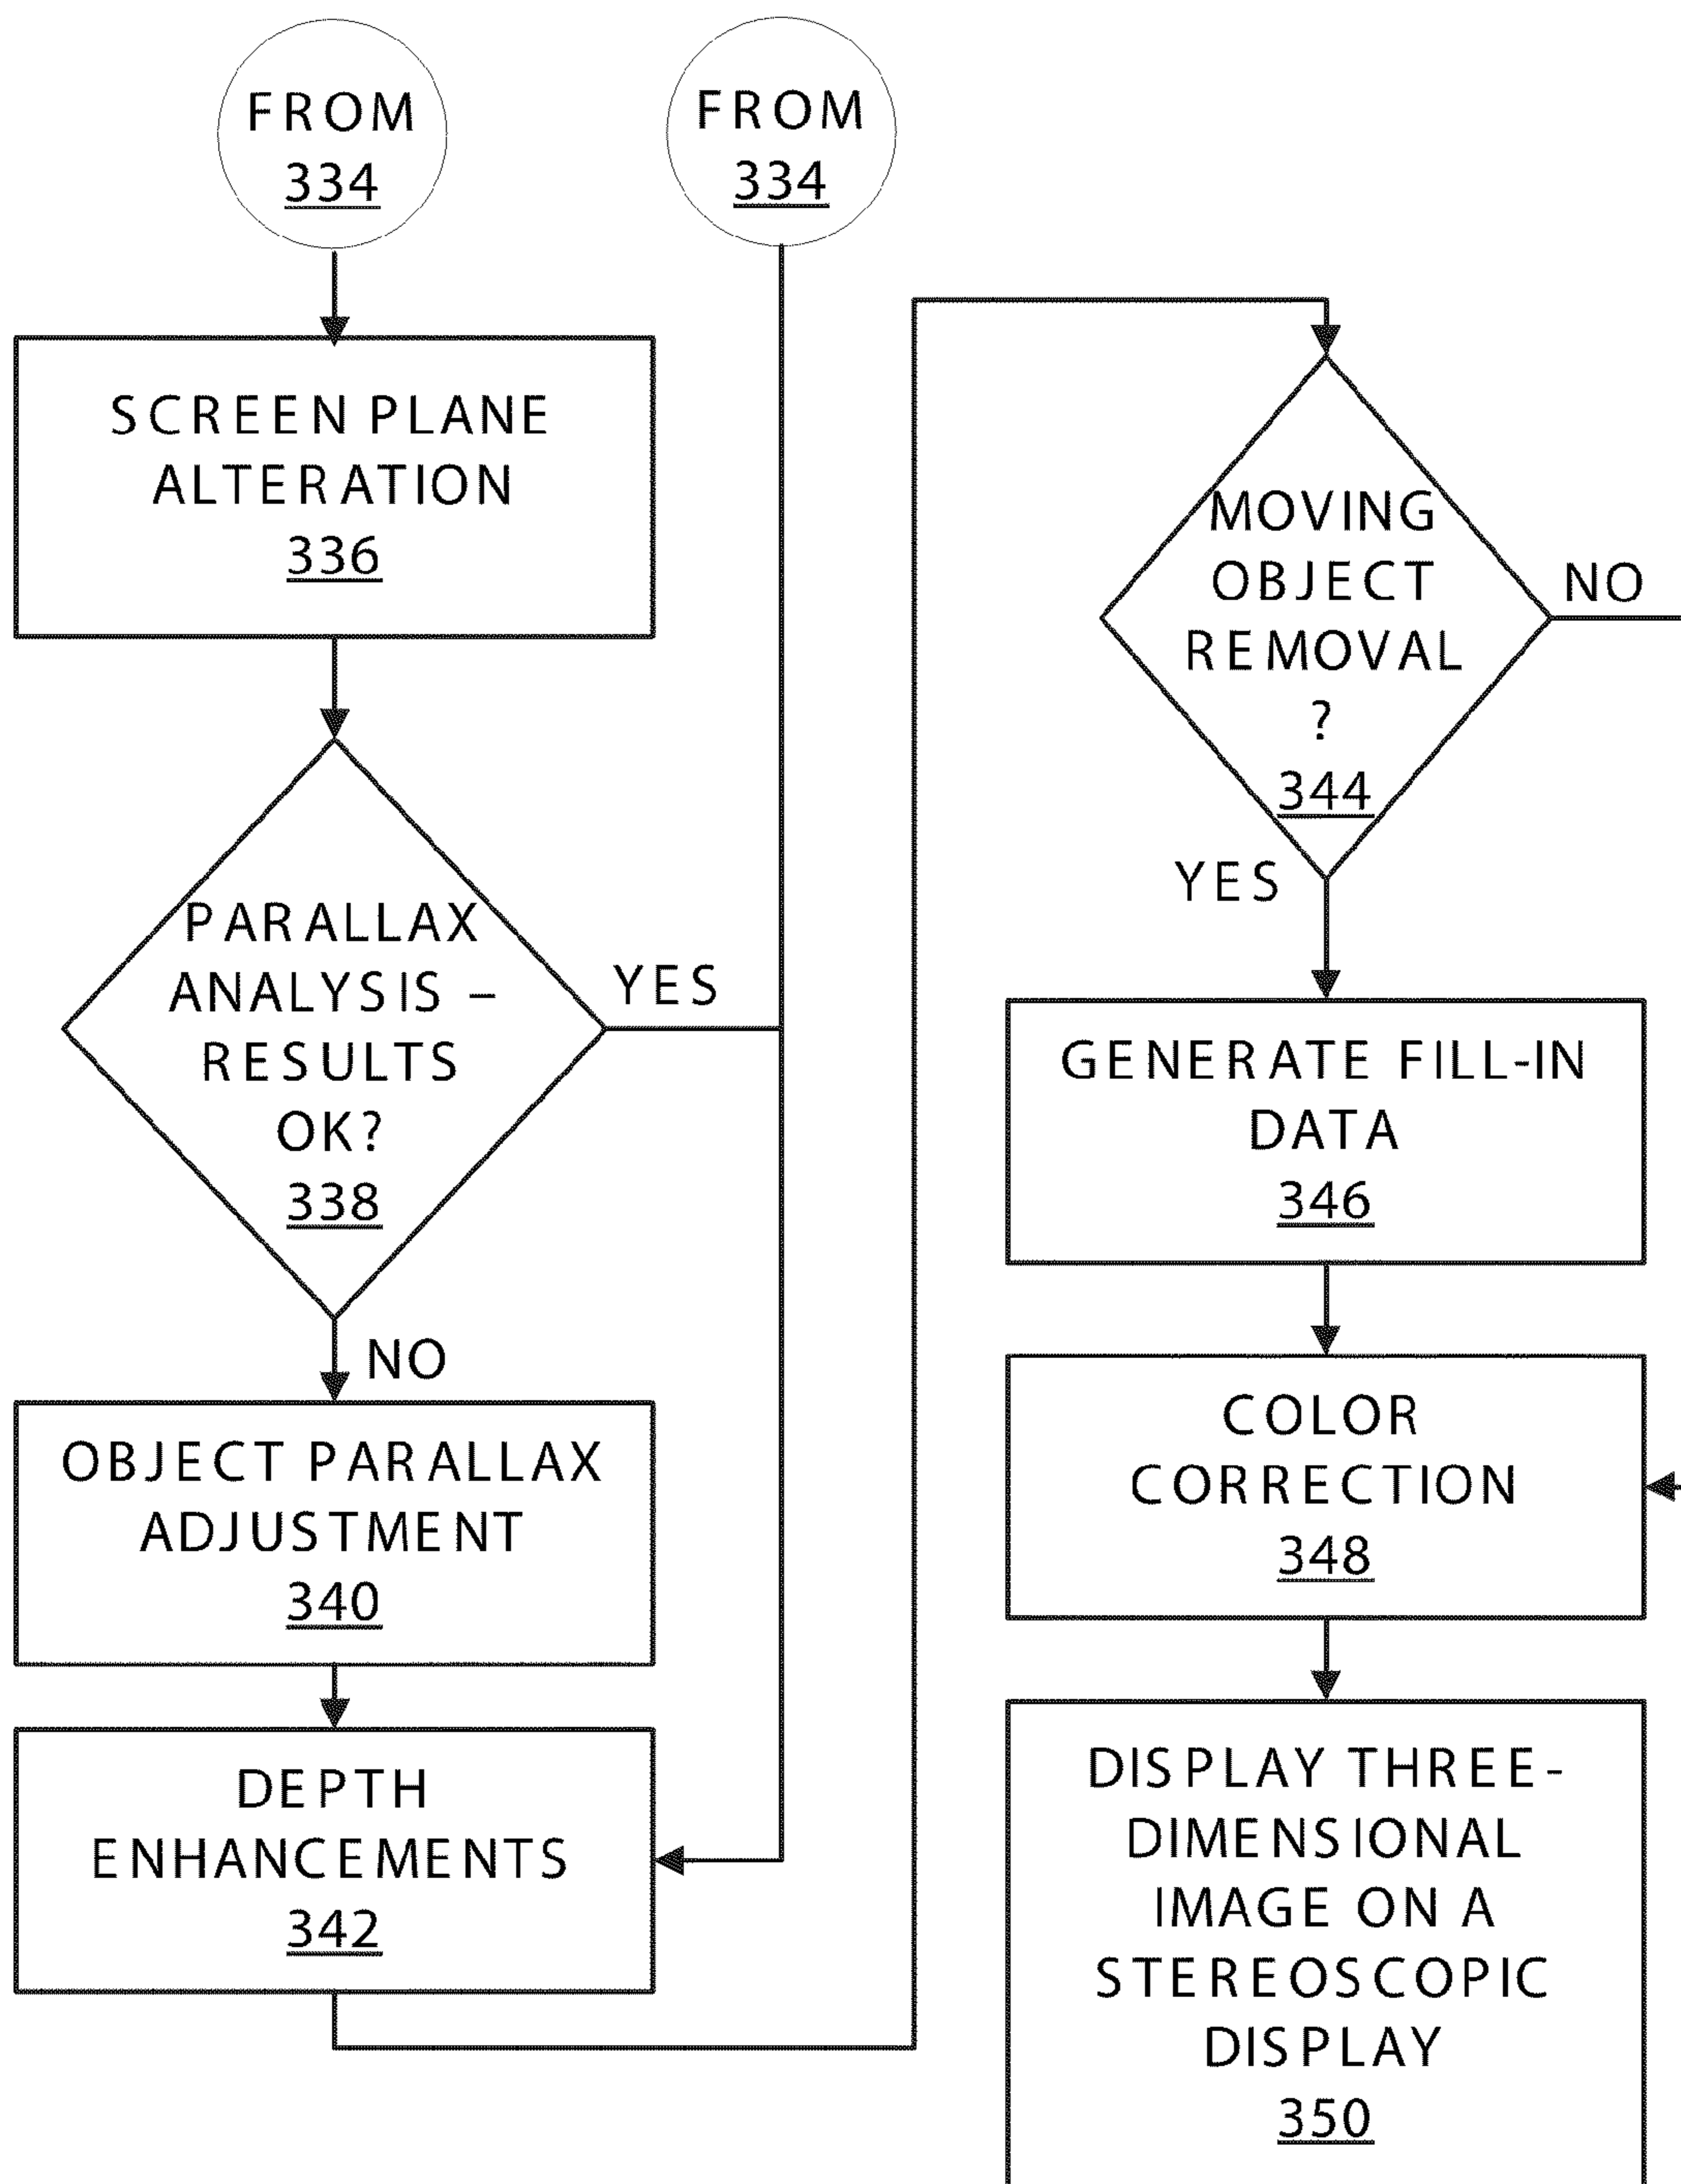 FROM
334
FROM
334
SCREEN PLANE
ALTERATION
336
PARALLAX
ANALYSIS –
RESULTS
OK?
338
YES
NO
OBJECT PARALLAX
ADJUSTMENT
340
DEPTH
ENHANCEMENTS
342
MOVING
OBJECT
REMOVAL
?
344
NO
YES
GENERATE FILL-IN
DATA
346
COLOR
CORRECTION
348
DISPLAY THREE-
DIMENSIONAL
IMAGE ON A
STEREOSCOPIC
DISPLAY
350